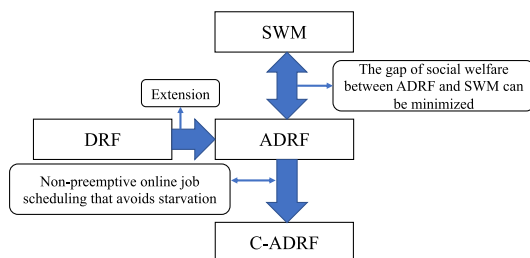 SWM
The gap of social welfare
between ADRF and SWM can
be minimized
Extension
DRF
ADRF
Non-preemptive online job
scheduling that avoids starvation
C-ADRF